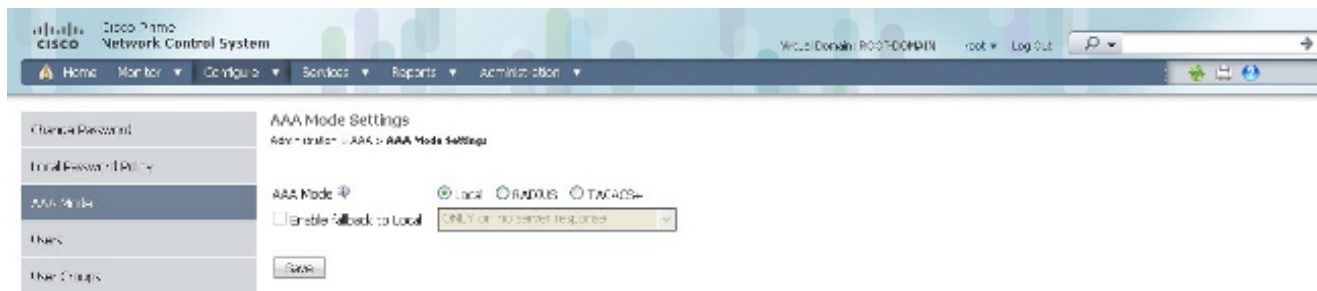 cisco Cisco Prime
Network Control System
Virtual Domain: ROOT-DOMAIN root Log Out
Home Monitor Configure Services Reports Administration
Change Password
Local Password Policy
AAA Mode
Users
User Groups
AAA Mode Settings
Administration > AAA > AAA Mode Settings
AAA Mode Local RADIUS TACACS+
Enable fallback to Local ONLY on no server response
Save